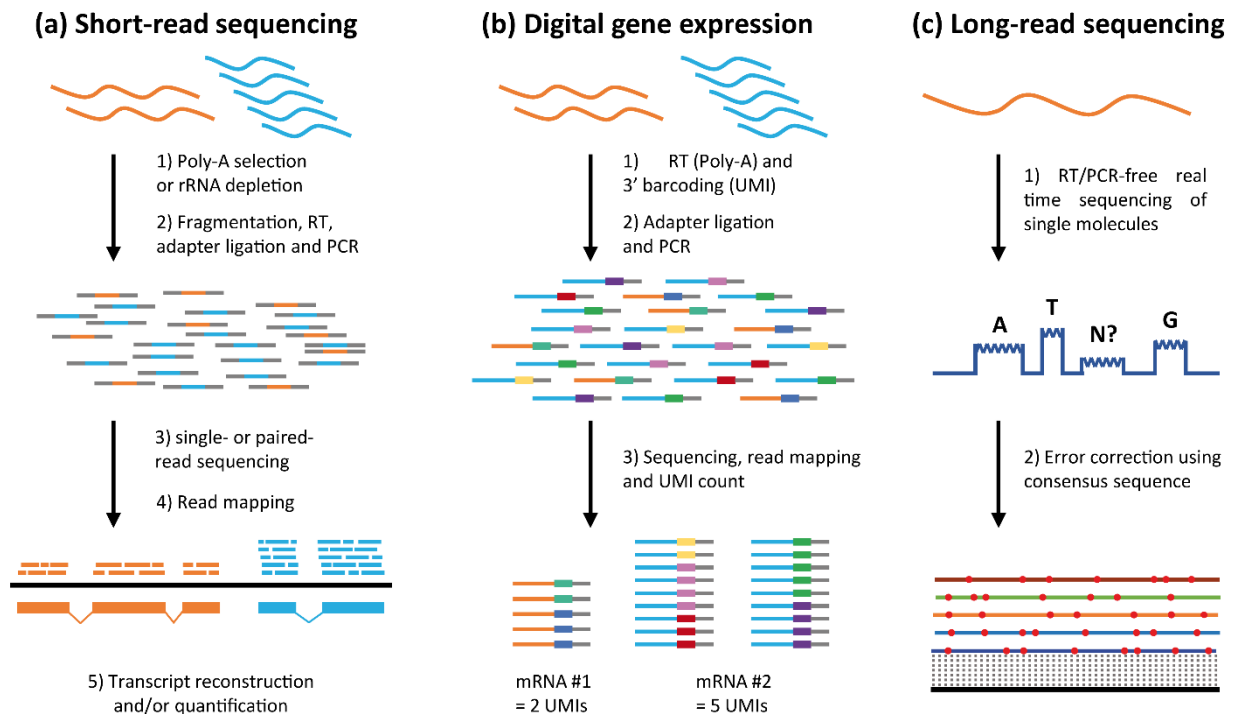 (a) Short-read sequencing
1) Poly-A selection
or rRNA depletion
2) Fragmentation, RT,
adapter ligation and PCR
3) single- or paired-
read sequencing
4) Read mapping
5) Transcript reconstruction
and/or quantification
(b) Digital gene expression
1) RT (Poly-A) and
3’ barcoding (UMI)
2) Adapter ligation
and PCR
3) Sequencing, read mapping
and UMI count
mRNA #1
= 2 UMIs
mRNA #2
= 5 UMIs
(c) Long-read sequencing
1) RT/PCR-free real
time sequencing of
single molecules
A T N? G
2) Error correction using
consensus sequence